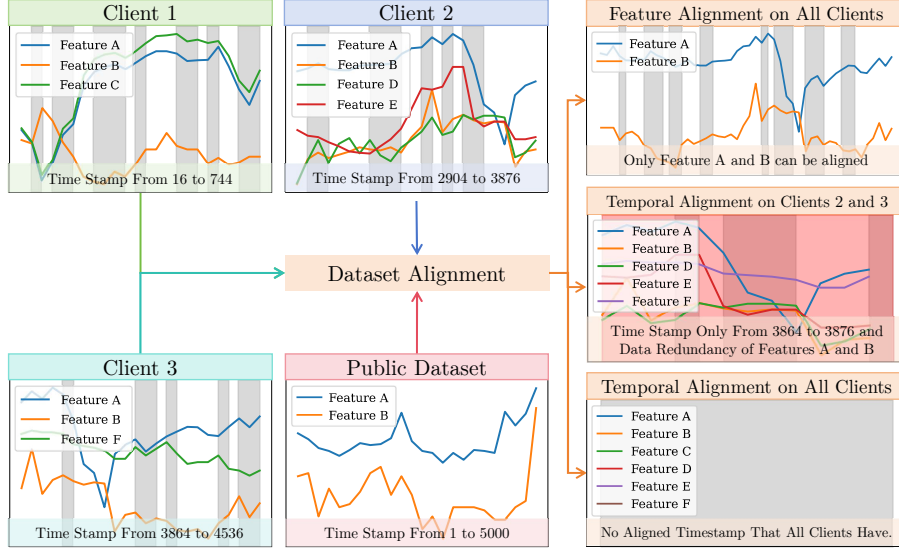 Client 1
Feature A
Feature B
Feature C
Time Stamp From 16 to 744
Client 2
Feature A
Feature B
Feature D
Feature E
Time Stamp From 2904 to 3876
Dataset Alignment
Client 3
Feature A
Feature B
Feature F
Time Stamp From 3864 to 4536
Public Dataset
Feature A
Feature B
Time Stamp From 1 to 5000
Feature Alignment on All Clients
Feature A
Feature B
Only Feature A and B can be aligned
Temporal Alignment on Clients 2 and 3
Feature A
Feature B
Feature D
Feature E
Feature F
Time Stamp Only From 3864 to 3876 and
Data Redundancy of Features A and B
Temporal Alignment on All Clients
Feature A
Feature B
Feature C
Feature D
Feature E
Feature F
No Aligned Timestamp That All Clients Have.